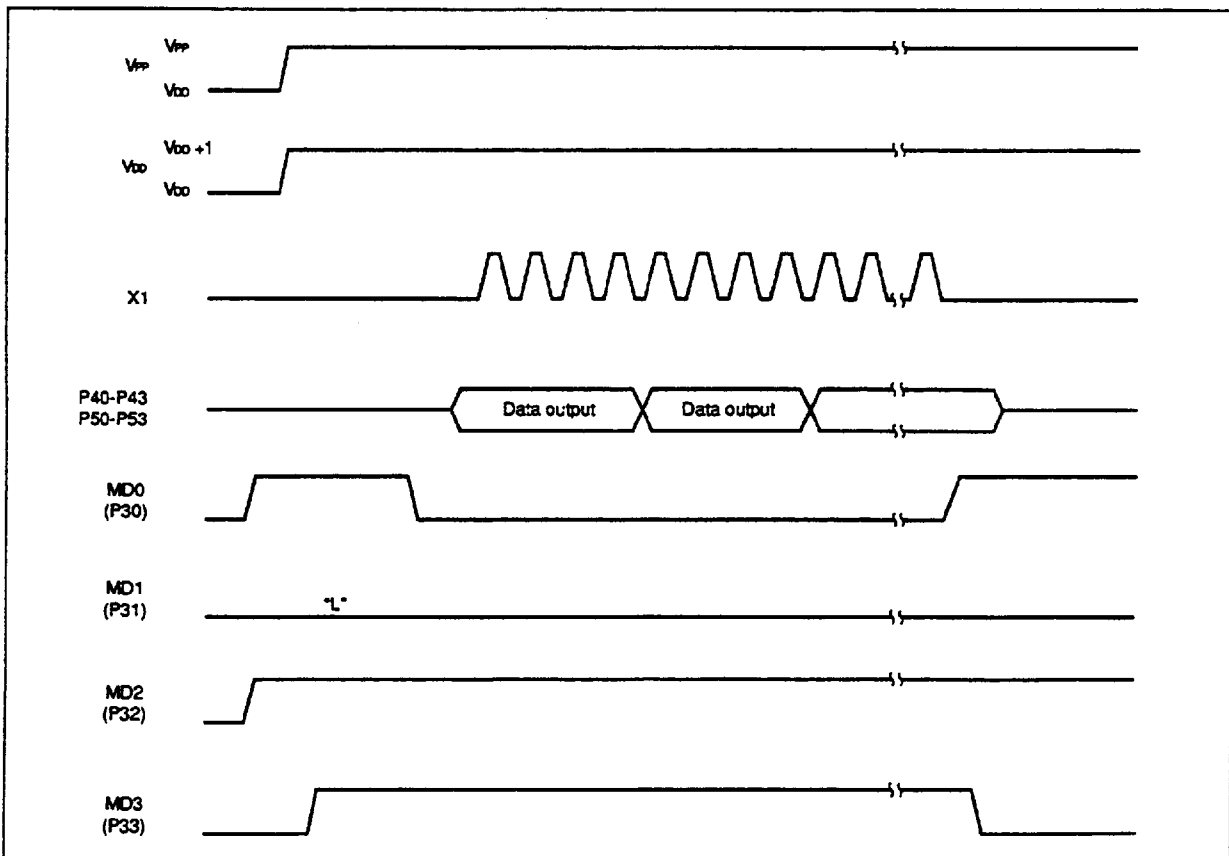 VPP
VPP
VDD
VDD +1
VDD
VDD
X1
P40-P43
P50-P53
Data output Data output
MD0
(P30)
MD1
(P31)
"L"
MD2
(P32)
MD3
(P33)